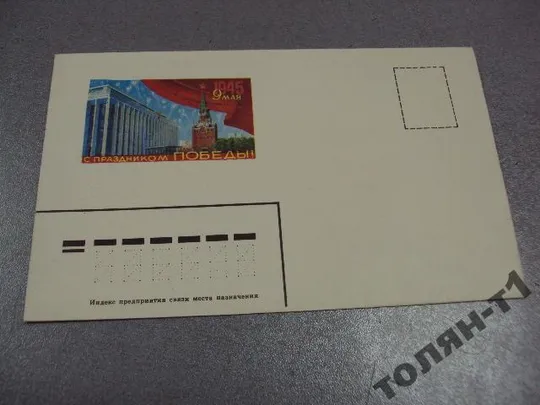 1945
9 МАЯ
С ПРАЗДНИКОМ ПОБЕДЫ!
Индекс предприятия связи места назначения
ТОЛЯН-Т1